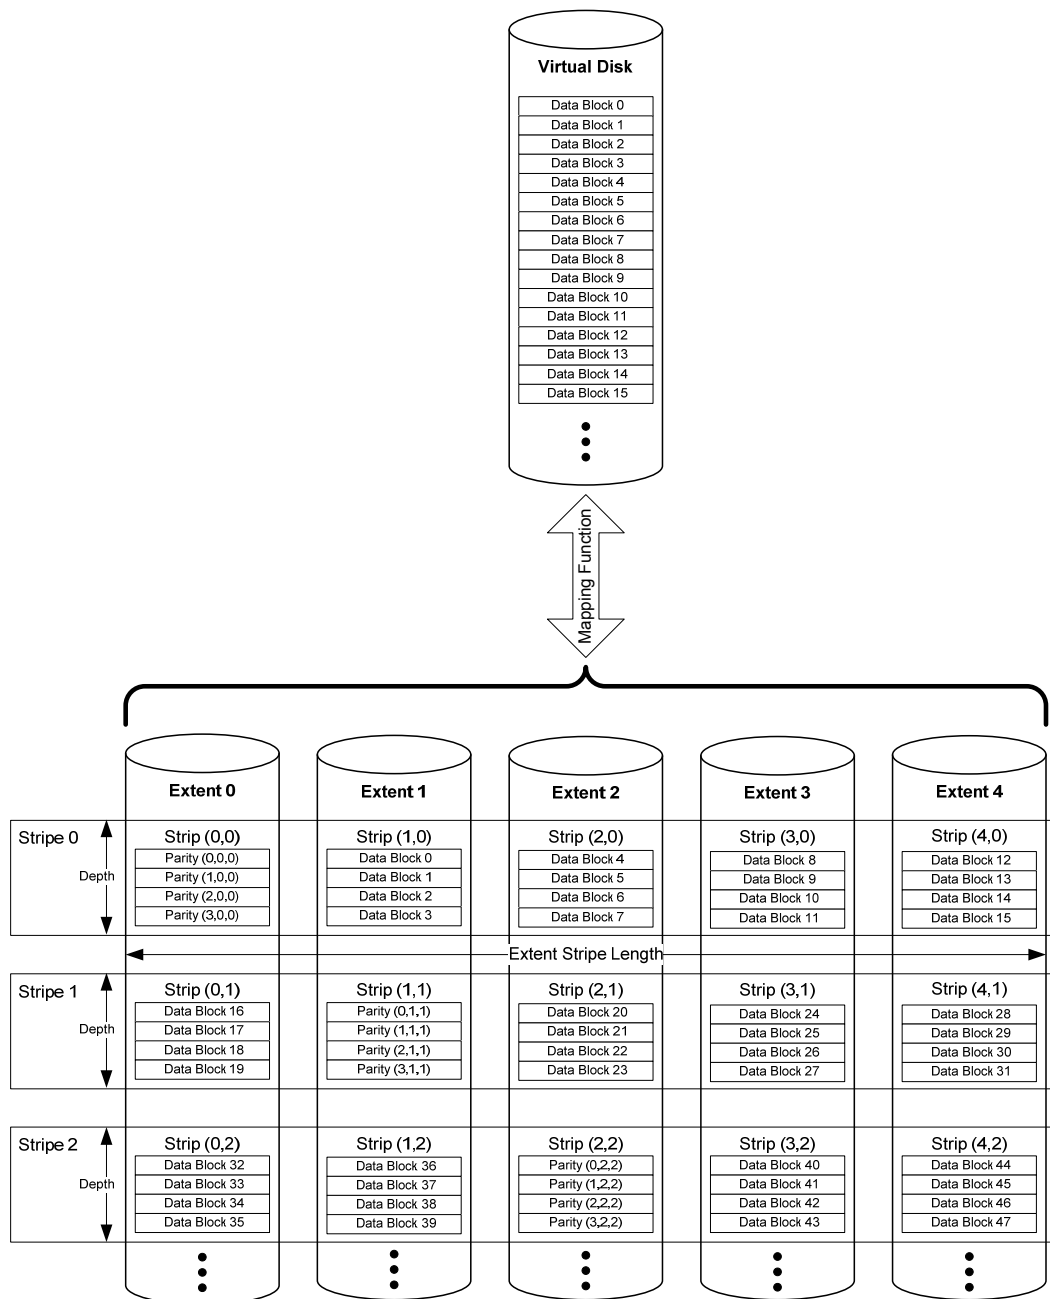 Virtual Disk
Data Block 0
Data Block 1
Data Block 2
Data Block 3
Data Block 4
Data Block 5
Data Block 6
Data Block 7
Data Block 8
Data Block 9
Data Block 10
Data Block 11
Data Block 12
Data Block 13
Data Block 14
Data Block 15
Mapping Function
Extent 0
Extent 1
Extent 2
Extent 3
Extent 4
Stripe 0
Depth
Strip (0,0)
Parity (0,0,0)
Parity (1,0,0)
Parity (2,0,0)
Parity (3,0,0)
Strip (1,0)
Data Block 0
Data Block 1
Data Block 2
Data Block 3
Strip (2,0)
Data Block 4
Data Block 5
Data Block 6
Data Block 7
Strip (3,0)
Data Block 8
Data Block 9
Data Block 10
Data Block 11
Strip (4,0)
Data Block 12
Data Block 13
Data Block 14
Data Block 15
Extent Stripe Length
Stripe 1
Depth
Strip (0,1)
Data Block 16
Data Block 17
Data Block 18
Data Block 19
Strip (1,1)
Parity (0,1,1)
Parity (1,1,1)
Parity (2,1,1)
Parity (3,1,1)
Strip (2,1)
Data Block 20
Data Block 21
Data Block 22
Data Block 23
Strip (3,1)
Data Block 24
Data Block 25
Data Block 26
Data Block 27
Strip (4,1)
Data Block 28
Data Block 29
Data Block 30
Data Block 31
Stripe 2
Depth
Strip (0,2)
Data Block 32
Data Block 33
Data Block 34
Data Block 35
Strip (1,2)
Data Block 36
Data Block 37
Data Block 38
Data Block 39
Strip (2,2)
Parity (0,2,2)
Parity (1,2,2)
Parity (2,2,2)
Parity (3,2,2)
Strip (3,2)
Data Block 40
Data Block 41
Data Block 42
Data Block 43
Strip (4,2)
Data Block 44
Data Block 45
Data Block 46
Data Block 47